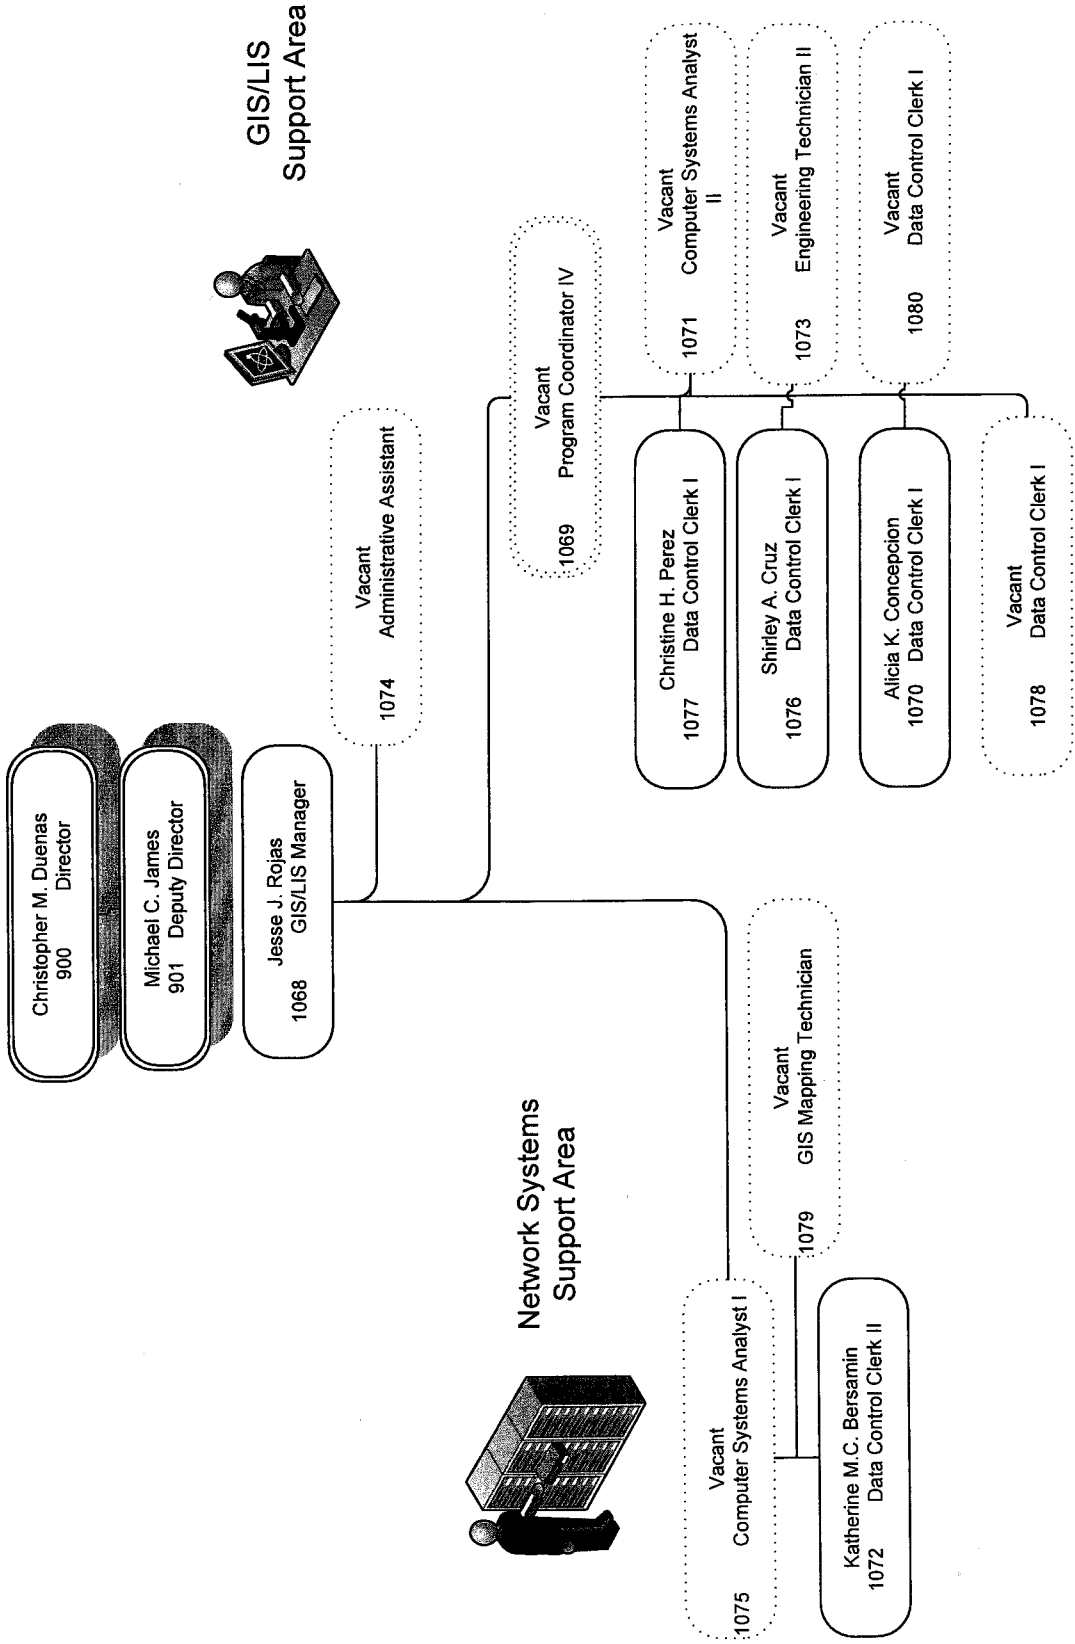 Christopher M. Duenas
900 Director
Michael C. James
901 Deputy Director
Jesse J. Rojas
1068 GIS/LIS Manager
Vacant
1074 Administrative Assistant
GIS/LIS
Support Area
Network Systems
Support Area
Vacant
1069 Program Coordinator IV
Vacant
1075 Computer Systems Analyst I
Vacant
1079 GIS Mapping Technician
Katherine M.C. Bersamin
1072 Data Control Clerk II
Christine H. Perez
1077 Data Control Clerk I
Vacant
1071 Computer Systems Analyst
II
Shirley A. Cruz
1076 Data Control Clerk I
Vacant
1073 Engineering Technician II
Alicia K. Concepcion
1070 Data Control Clerk I
Vacant
1080 Data Control Clerk I
Vacant
1078 Data Control Clerk I